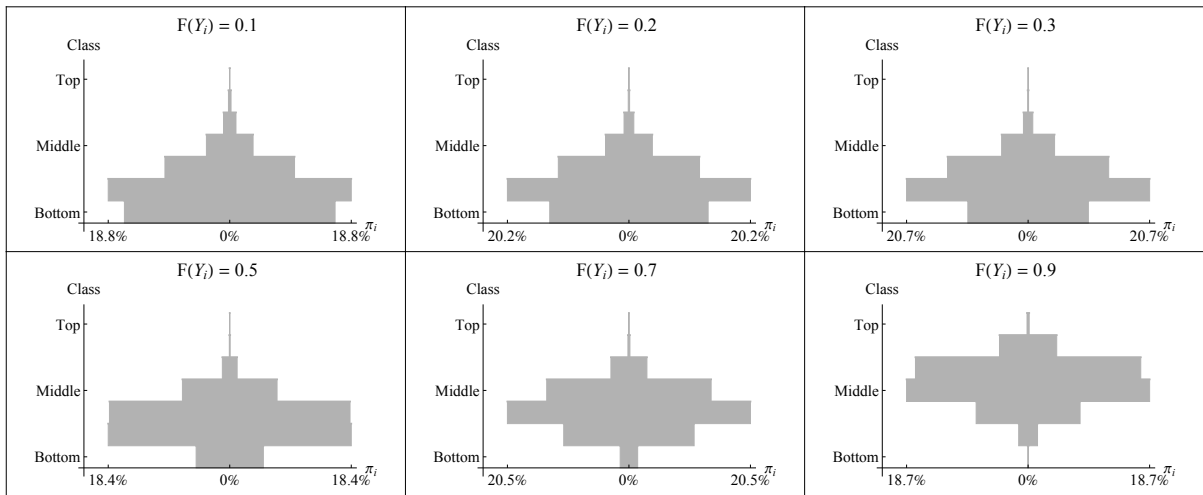 F(Y_i) = 0.1
Class
Top
Middle
Bottom
18.8% 0% 18.8% π_i
F(Y_i) = 0.2
Class
Top
Middle
Bottom
20.2% 0% 20.2% π_i
F(Y_i) = 0.3
Class
Top
Middle
Bottom
20.7% 0% 20.7% π_i
F(Y_i) = 0.5
Class
Top
Middle
Bottom
18.4% 0% 18.4% π_i
F(Y_i) = 0.7
Class
Top
Middle
Bottom
20.5% 0% 20.5% π_i
F(Y_i) = 0.9
Class
Top
Middle
Bottom
18.7% 0% 18.7% π_i